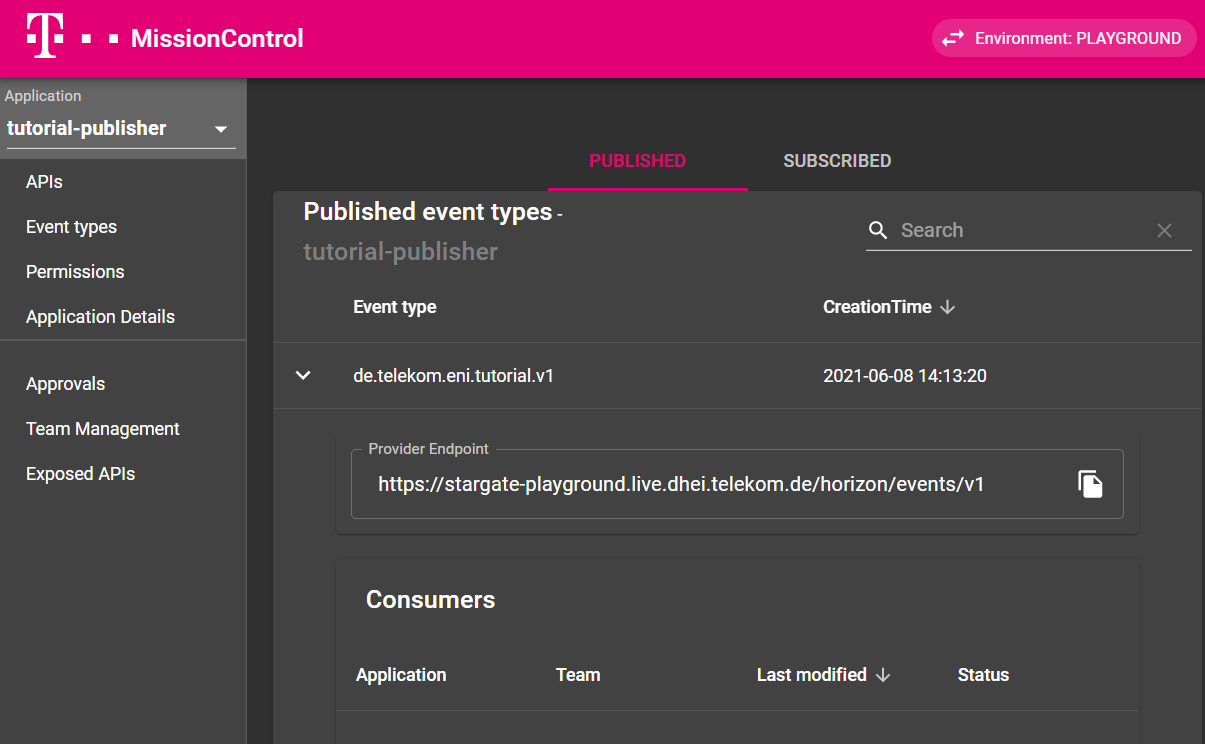 T
MissionControl
Environment: PLAYGROUND
Application
tutorial-publisher
APIs
Event types
Permissions
Application Details
Approvals
Team Management
Exposed APIs
PUBLISHED
SUBSCRIBED
Published event types -
tutorial-publisher
Search
Event type
CreationTime
de.telekom.eni.tutorial.v1
2021-06-08 14:13:20
Provider Endpoint
https://stargate-playground.live.dhei.telekom.de/horizon/events/v1
Consumers
Application
Team
Last modified
Status